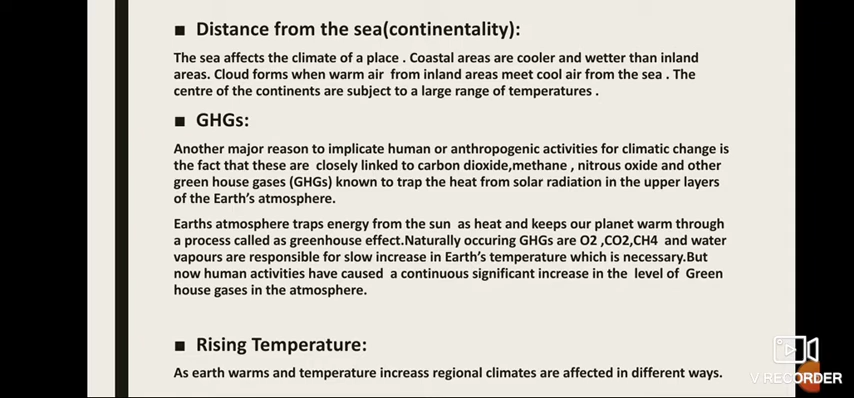 ■ Distance from the sea(continentality):
The sea affects the climate of a place . Coastal areas are cooler and wetter than inland
areas. Cloud forms when warm air from inland areas meet cool air from the sea . The
centre of the continents are subject to a large range of temperatures .
■ GHGs:
Another major reason to implicate human or anthropogenic activities for climatic change is
the fact that these are closely linked to carbon dioxide,methane , nitrous oxide and other
green house gases (GHGs) known to trap the heat from solar radiation in the upper layers
of the Earth's atmosphere.
Earths atmosphere traps energy from the sun as heat and keeps our planet warm through
a process called as greenhouse effect.Naturally occuring GHGs are O2 ,CO2,CH4 and water
vapours are responsible for slow increase in Earth's temperature which is necessary.But
now human activities have caused a continuous significant increase in the level of Green
house gases in the atmosphere.
■ Rising Temperature:
As earth warms and temperature increass regional climates are affected in different ways.
V RECORDER